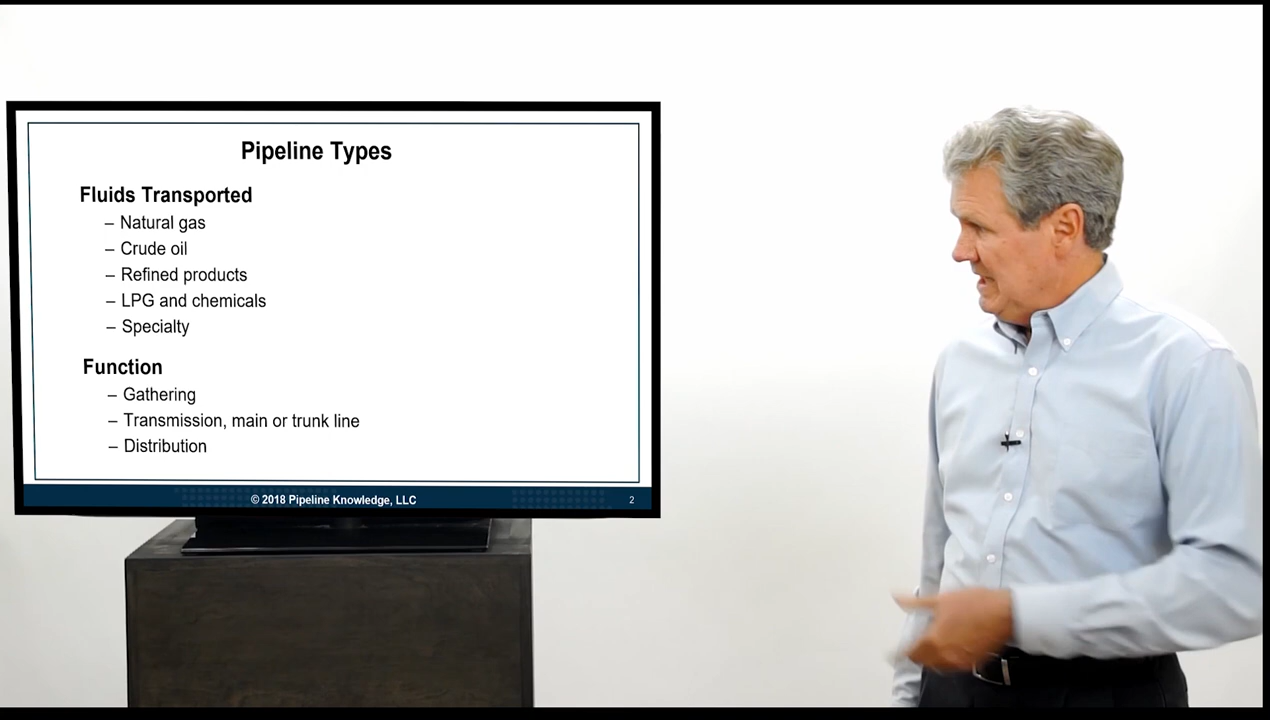 Pipeline Types
Fluids Transported
– Natural gas
– Crude oil
– Refined products
– LPG and chemicals
– Specialty
Function
– Gathering
– Transmission, main or trunk line
– Distribution
© 2018 Pipeline Knowledge, LLC
2